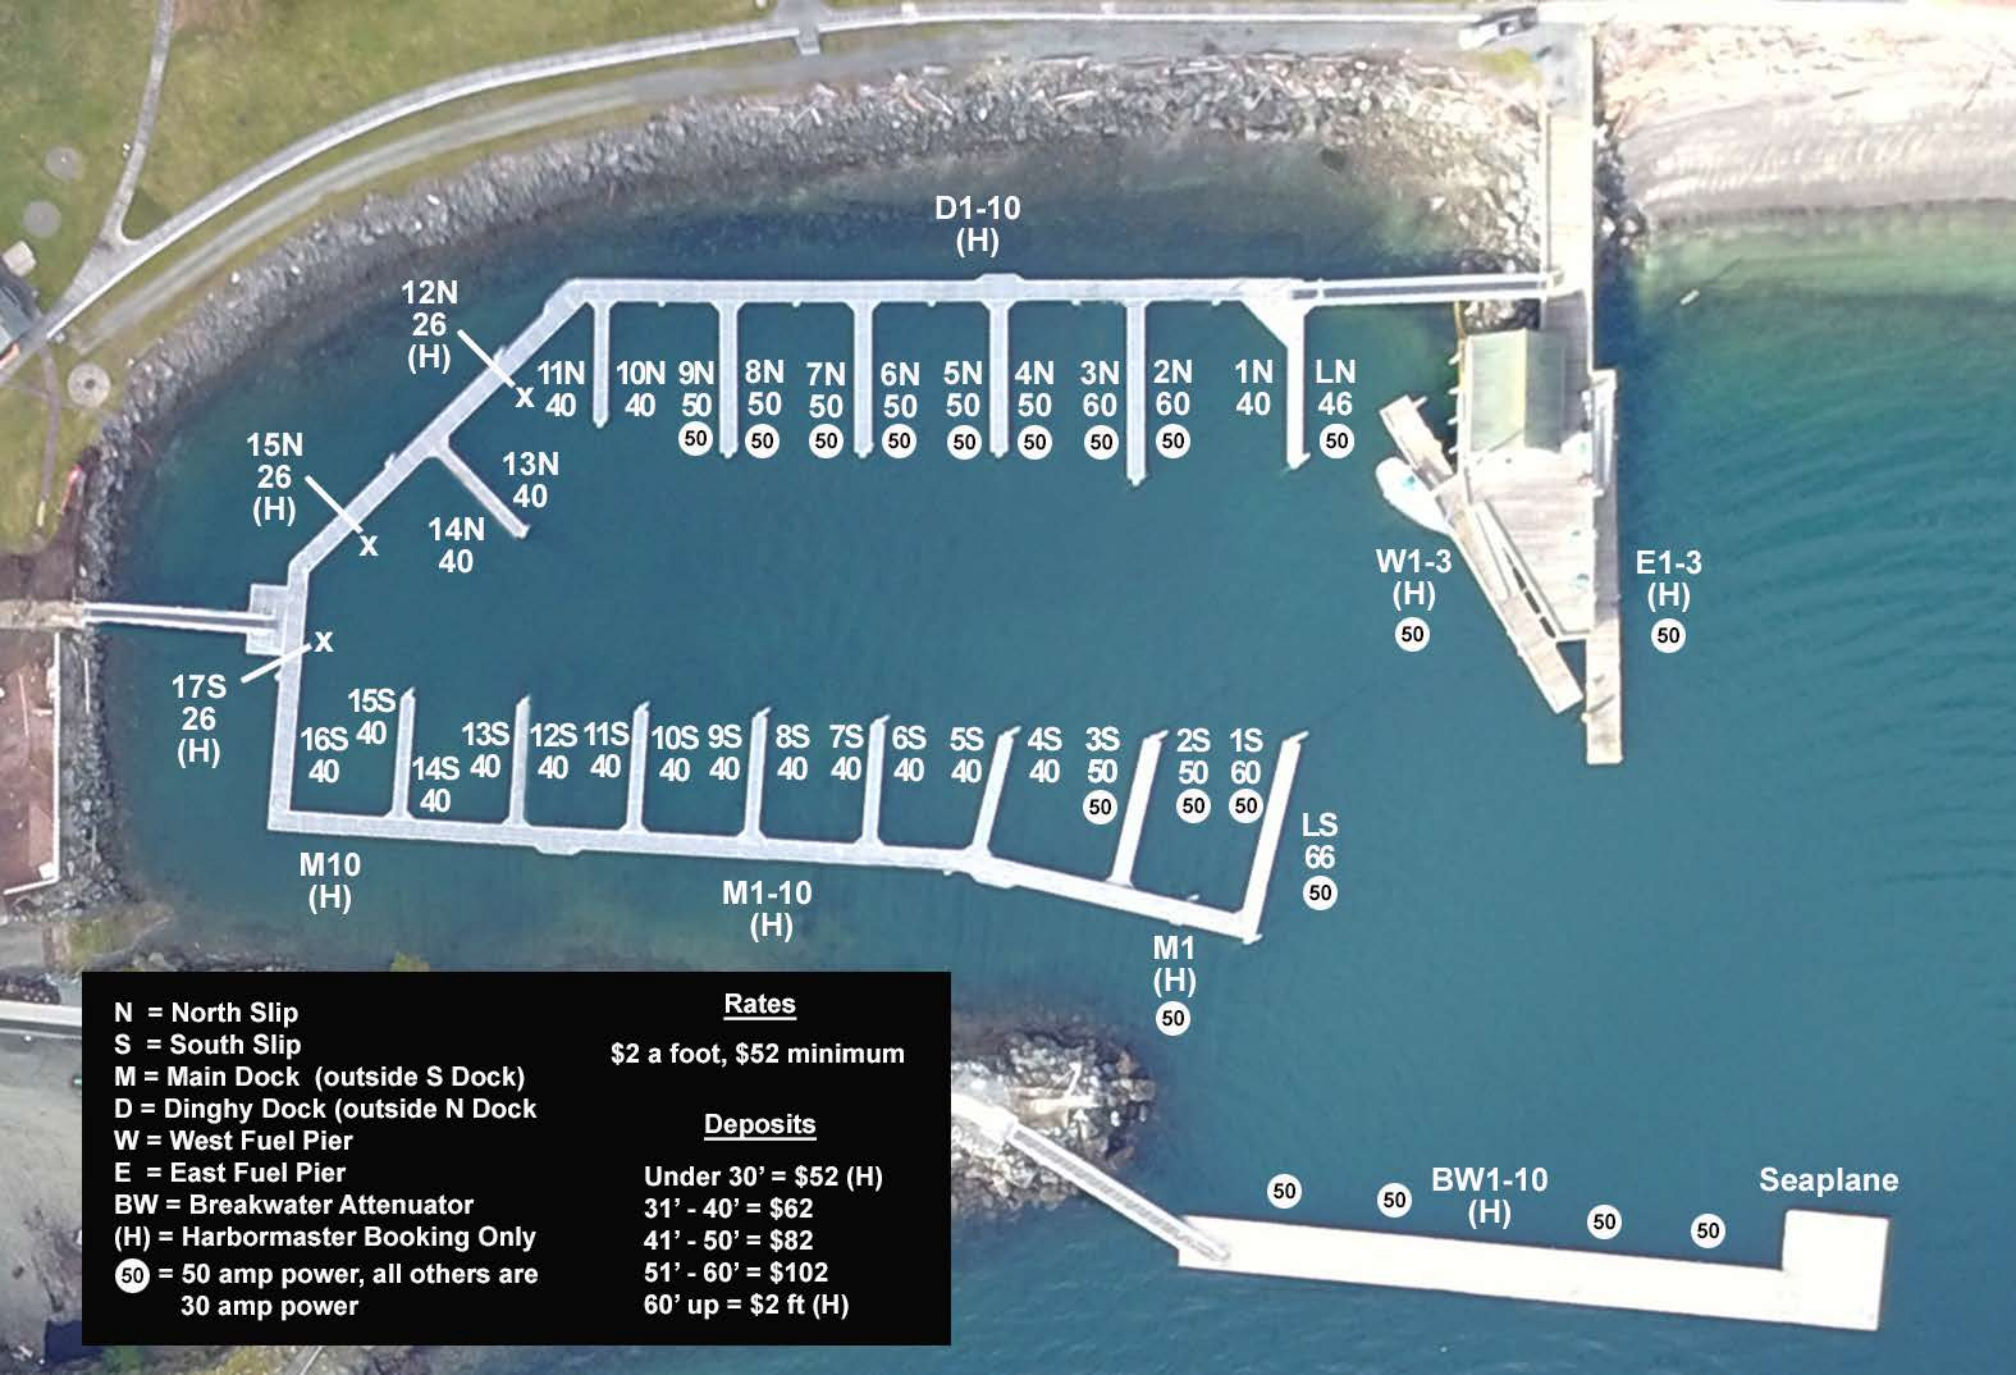 D1-10
(H)
12N
26
(H)
11N
40
10N
40
9N
50
50
8N
50
50
7N
50
50
6N
50
50
5N
50
50
4N
50
50
3N
60
50
2N
60
50
1N
40
LN
46
50
x
15N
26
(H)
x
13N
40
14N
40
W1-3
(H)
50
E1-3
(H)
50
x
17S
26
(H)
16S
40
15S
40
14S
40
13S
40
12S
40
11S
40
10S
40
9S
40
8S
40
7S
40
6S
40
5S
40
4S
40
3S
50
50
2S
50
50
1S
60
50
LS
66
50
M10
(H)
M1-10
(H)
M1
(H)
50
N = North Slip
S = South Slip
M = Main Dock (outside S Dock)
D = Dinghy Dock (outside N Dock
W = West Fuel Pier
E = East Fuel Pier
BW = Breakwater Attenuator
(H) = Harbormaster Booking Only
50 = 50 amp power, all others are
30 amp power
Rates
$2 a foot, $52 minimum
Deposits
Under 30’ = $52 (H)
31’ - 40’ = $62
41’ - 50’ = $82
51’ - 60’ = $102
60’ up = $2 ft (H)
50
50
BW1-10
(H)
50
50
Seaplane